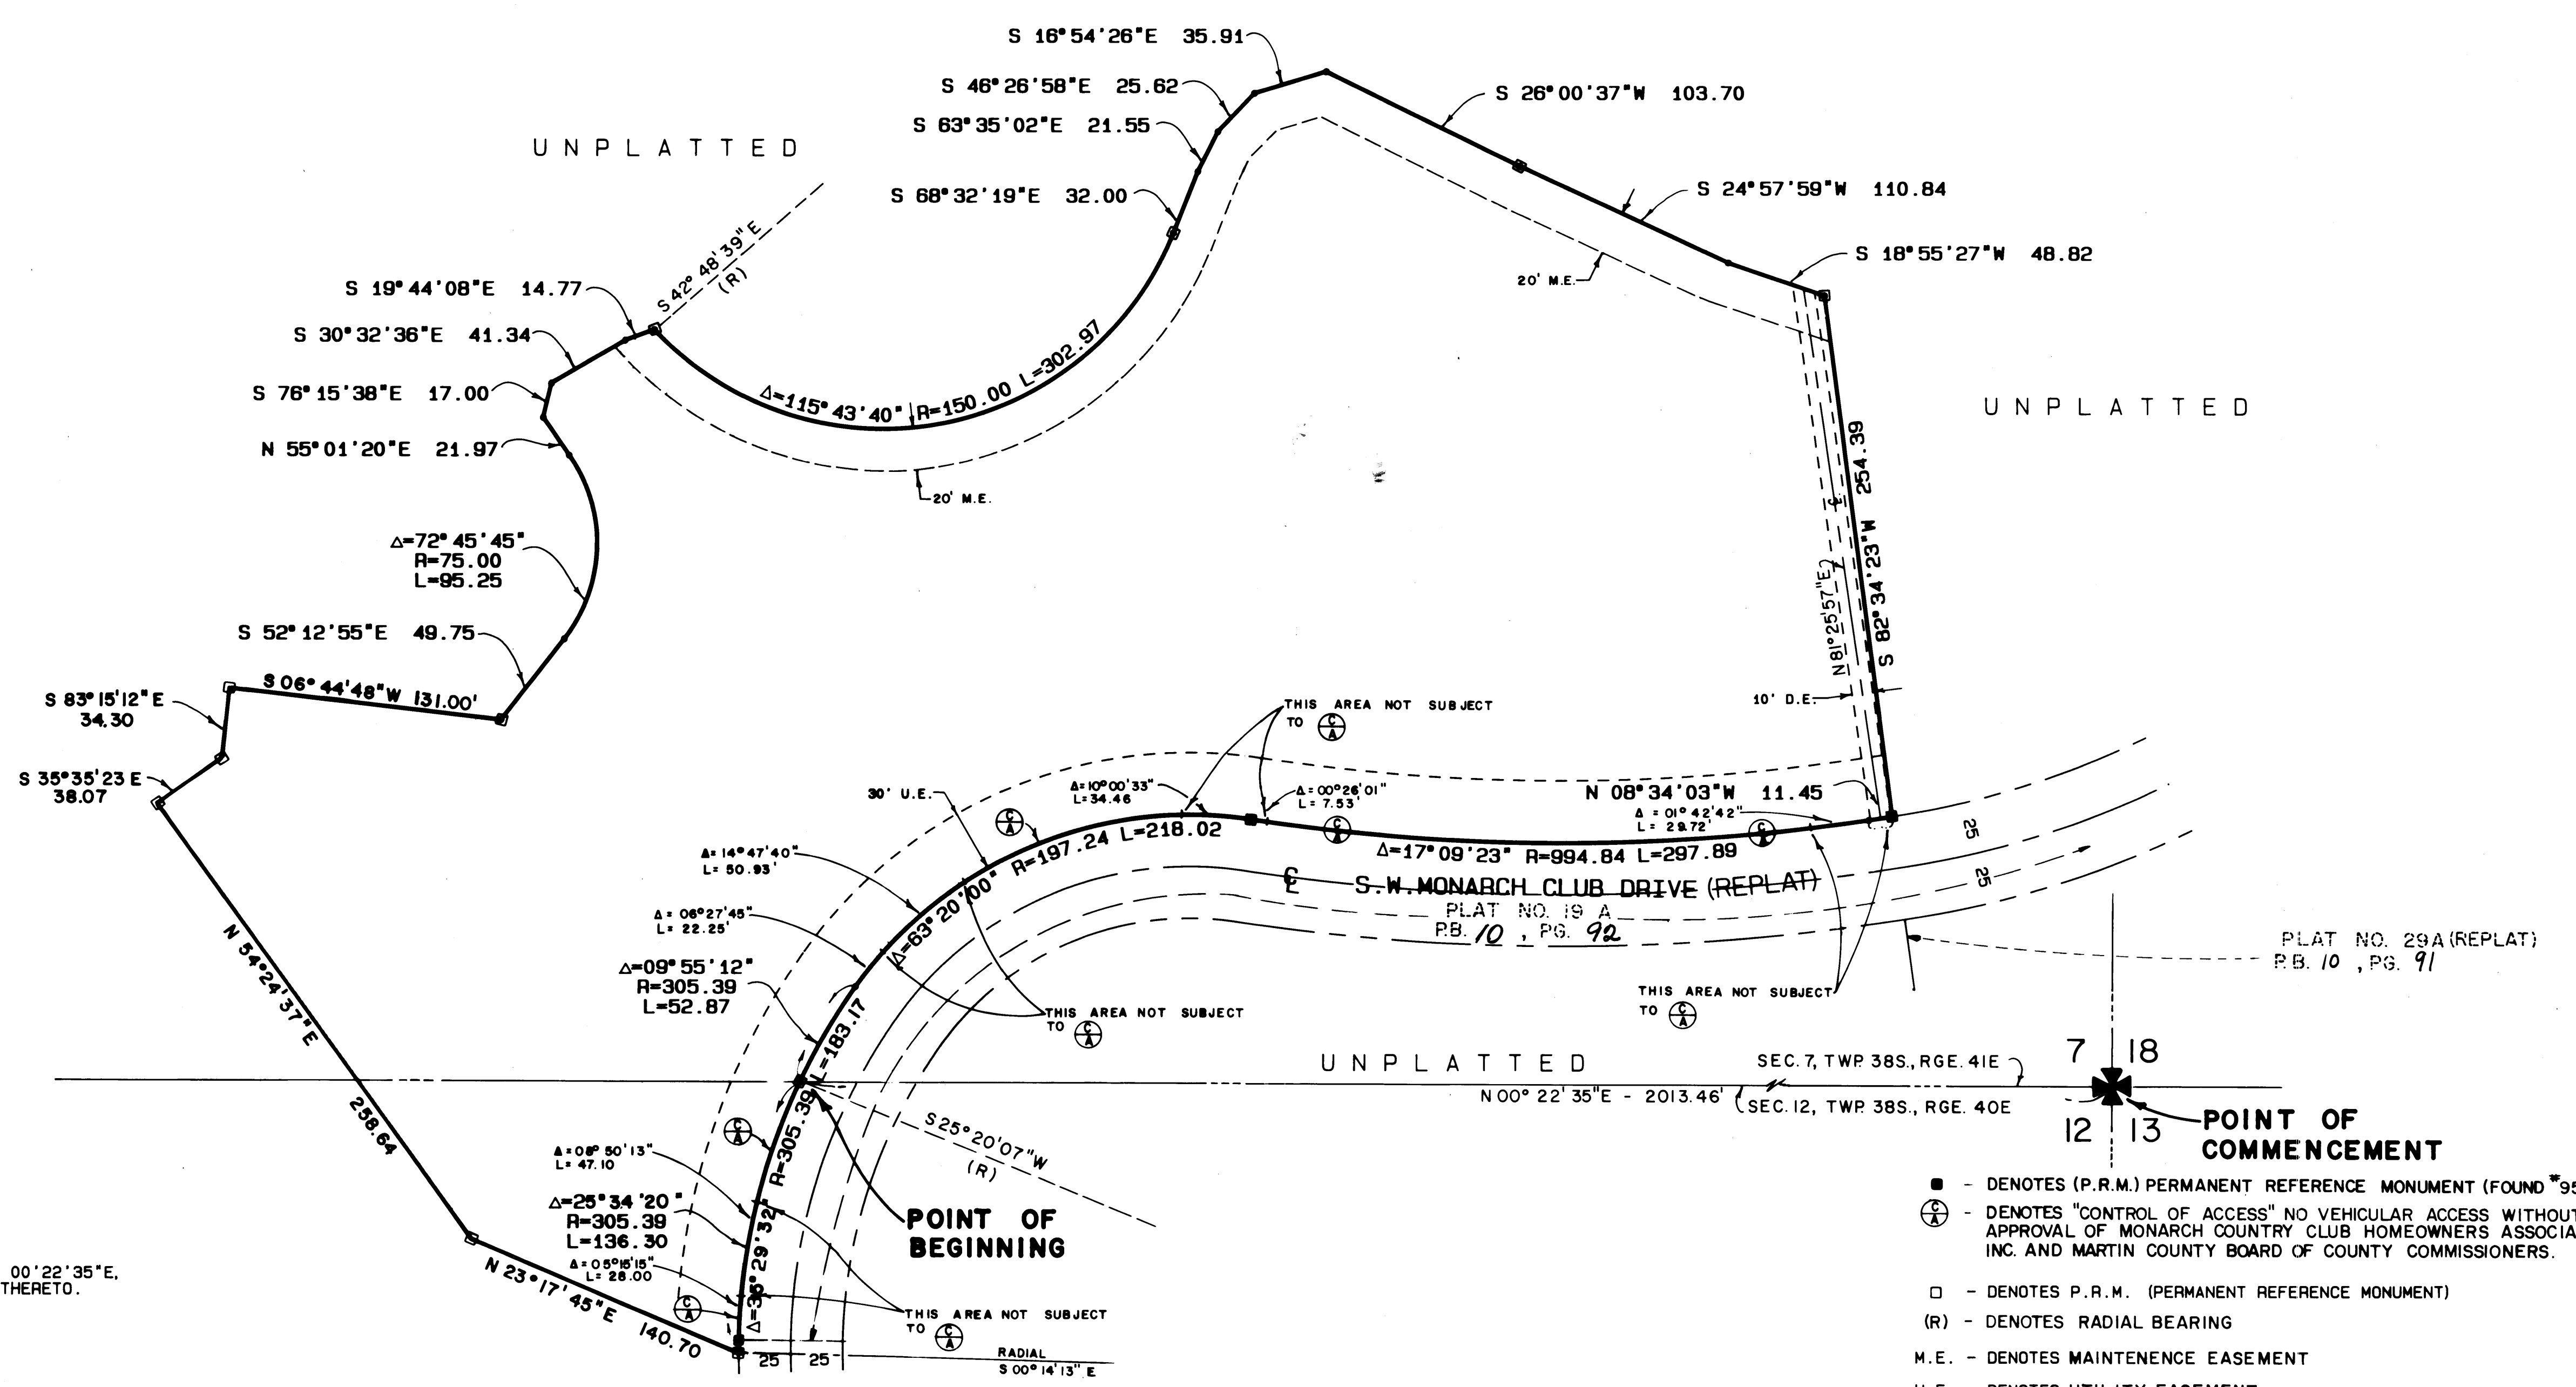 S 16°54'26"E 35.91
S 46°26'58"E 25.62
S 63°35'02"E 21.55
S 68°32'19"E 32.00
S 26°00'37"W 103.70
S 24°57'59"W 110.84
S 18°55'27"W 48.82
UNPLATTED
S 42°48'39"E
(R)
S 19°44'08"E 14.77
S 30°32'36"E 41.34
S 76°15'38"E 17.00
N 55°01'20"E 21.97
Δ=115°43'40" R=150.00 L=302.97
20' M.E.
20' M.E.
UNPLATTED
Δ=72°45'45"
R=75.00
L=95.25
S 52°12'55"E 49.75
S 06°44'48"W 131.00'
S 83°15'12"E
34.30
S 35°35'23 E
38.07
S 82°34'23"W 254.39
N 81°25'57"E
℄
10' D.E.
THIS AREA NOT SUBJECT
TO C/A
30' U.E.
C/A
Δ=10°00'33"
L=34.46
Δ=00°26'01"
L=7.53'
N 08°34'03"W 11.45
Δ = 01°42'42"
L = 29.72'
C/A
C/A
Δ=63°20'00" R=197.24 L=218.02
Δ=17°09'23" R=994.84 L=297.89
Δ=14°47'40"
L= 50.93'
Δ= 06°27'45"
L= 22.25'
Δ=09°55'12"
R=305.39
L=52.87
℄ S.W. MONARCH CLUB DRIVE (REPLAT)
PLAT NO. 19 A
P.B. 10 , PG. 92
25
25
PLAT NO. 29A (REPLAT)
P.B. 10 , PG. 91
THIS AREA NOT SUBJECT
TO C/A
THIS AREA NOT SUBJECT
TO C/A
N 54°24'37"E
258.64
UNPLATTED
SEC. 7, TWP. 38S., RGE. 41E
N 00° 22'35"E - 2013.46'
SEC. 12, TWP. 38S., RGE. 40E
7 18
12 13
POINT OF
COMMENCEMENT
S 25°20'07"W
(R)
POINT OF
BEGINNING
Δ=35°29'32" R=305.39 L=183.17
C/A
Δ=08°50'13"
L= 47.10
Δ=25°34'20"
R=305.39
L=136.30
Δ=05°15'15"
L= 28.00
C/A
THIS AREA NOT SUBJECT
TO C/A
N 23°17'45"E 140.70
25 25
RADIAL
S 00°14'13" E
00°22'35"E,
THERETO.
■ - DENOTES (P.R.M.) PERMANENT REFERENCE MONUMENT (FOUND #95
C/A - DENOTES "CONTROL OF ACCESS" NO VEHICULAR ACCESS WITHOUT
APPROVAL OF MONARCH COUNTRY CLUB HOMEOWNERS ASSOCIA
INC. AND MARTIN COUNTY BOARD OF COUNTY COMMISSIONERS.
□ - DENOTES P.R.M. (PERMANENT REFERENCE MONUMENT)
(R) - DENOTES RADIAL BEARING
M.E. - DENOTES MAINTENENCE EASEMENT